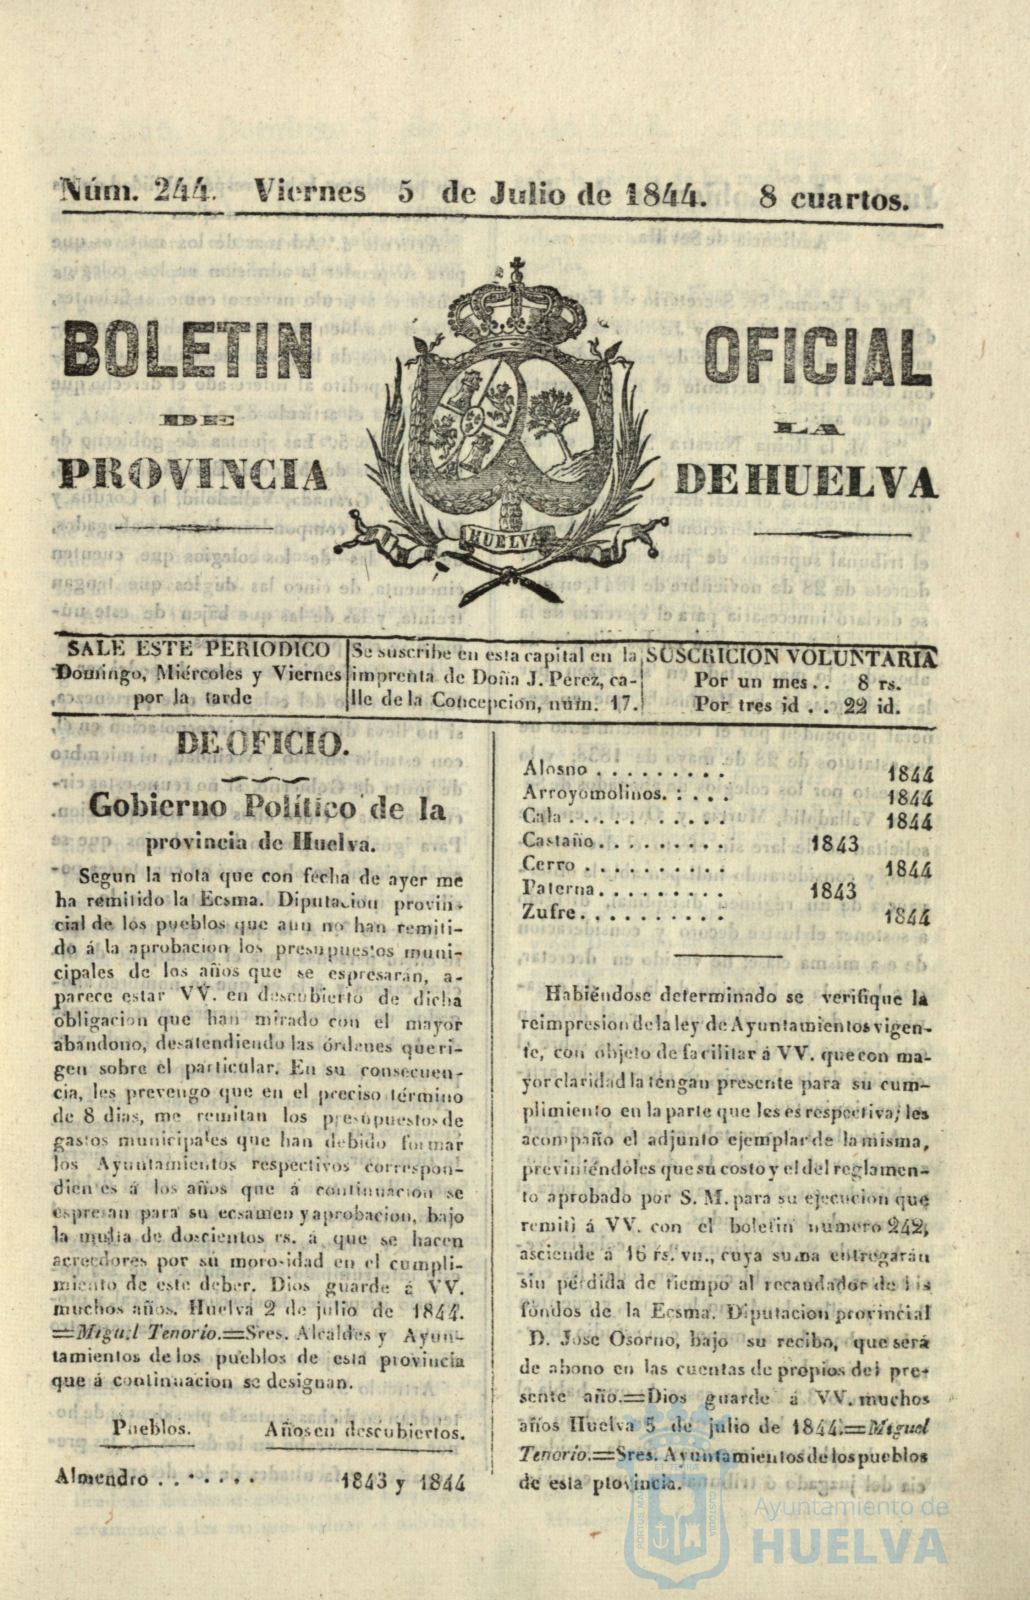 Núm. 244. Viernes 5 de Julio de 1844. 8 cuartos.
BOLETIN OFICIAL
DE LA
PROVINCIA DE HUELVA
HUELVA
SALE ESTE PERIODICO
Domingo, Miércoles y Viernes
por la tarde
Se suscribe en esta capital en la
imprenta de Doña J. Perez, ca-
lle de la Concepcion, núm. 17.
SUSCRICION VOLUNTARIA
Por un mes . . 8 rs.
Por tres id . . 22 id.
DE OFICIO.
Gobierno Político de la
provincia de Huelva.
Segun la nota que con fecha de ayer me
ha remitido la Ecsma. Diputacion provin-
cial de los pueblos que aun no han remiti-
do á la aprobacion los presupuestos muni-
cipales de los años que se espresarán, a-
parece estar VV. en descubierto de dicha
obligacion que han mirado con el mayor
abandono, desatendiendo las órdenes que ri-
gen sobre el particular. En su consecuen-
cia, les prevengo que en el preciso término
de 8 dias, me remitan los presupuestos de
gastos municipales que han debido formar
los Ayuntamientos respectivos correspon-
dientes á los años que á continuacion se
espresan para su ecsamen y aprobacion, bajo
la multa de doscientos rs. á que se hacen
acreedores por su morosidad en el cumpli-
miento de este deber. Dios guarde á VV.
muchos años. Huelva 2 de julio de 1844.
=Miguel Tenorio.=Sres. Alcaldes y Ayun-
tamientos de los pueblos de esta provincia
que á continuacion se designan.
Pueblos. Años en descubiertos.
Almendro . . . . . . . 1843 y 1844
Alosno . . . . . . . . . 1844
Arroyomolinos. : . . . 1844
Cala . . . . . . . . . . 1844
Castaño . . . . . . . . . 1843
Cerro . . . . . . . . . . 1844
Paterna . . . . . . . . . 1843
Zufre. . . . . . . . . . 1844
Habiéndose determinado se verifique la
reimpresion de la ley de Ayuntamientos vigen-
te, con objeto de facilitar á VV. que con ma-
yor claridad la tengan presente para su cum-
plimiento en la parte que les es respectiva; les
acompaño el adjunto ejemplar de la misma,
previniéndoles que su costo y el del reglamen-
to aprobado por S. M. para su ejecucion que
remití á VV. con el boletin número 242,
asciende á 16 rs. vn., cuya suma entregarán
sin pérdida de tiempo al recaudador de los
fondos de la Ecsma. Diputacion provincial
D. Jose Osorno, bajo su recibo, que será
de abono en las cuentas de propios del pre-
sente año.=Dios guarde á VV. muchos
años Huelva 5 de julio de 1844.=Miguel
Tenorio.=Sres. Ayuntamientos de los pueblos
de esta provincia.
Ayuntamiento de
HUELVA